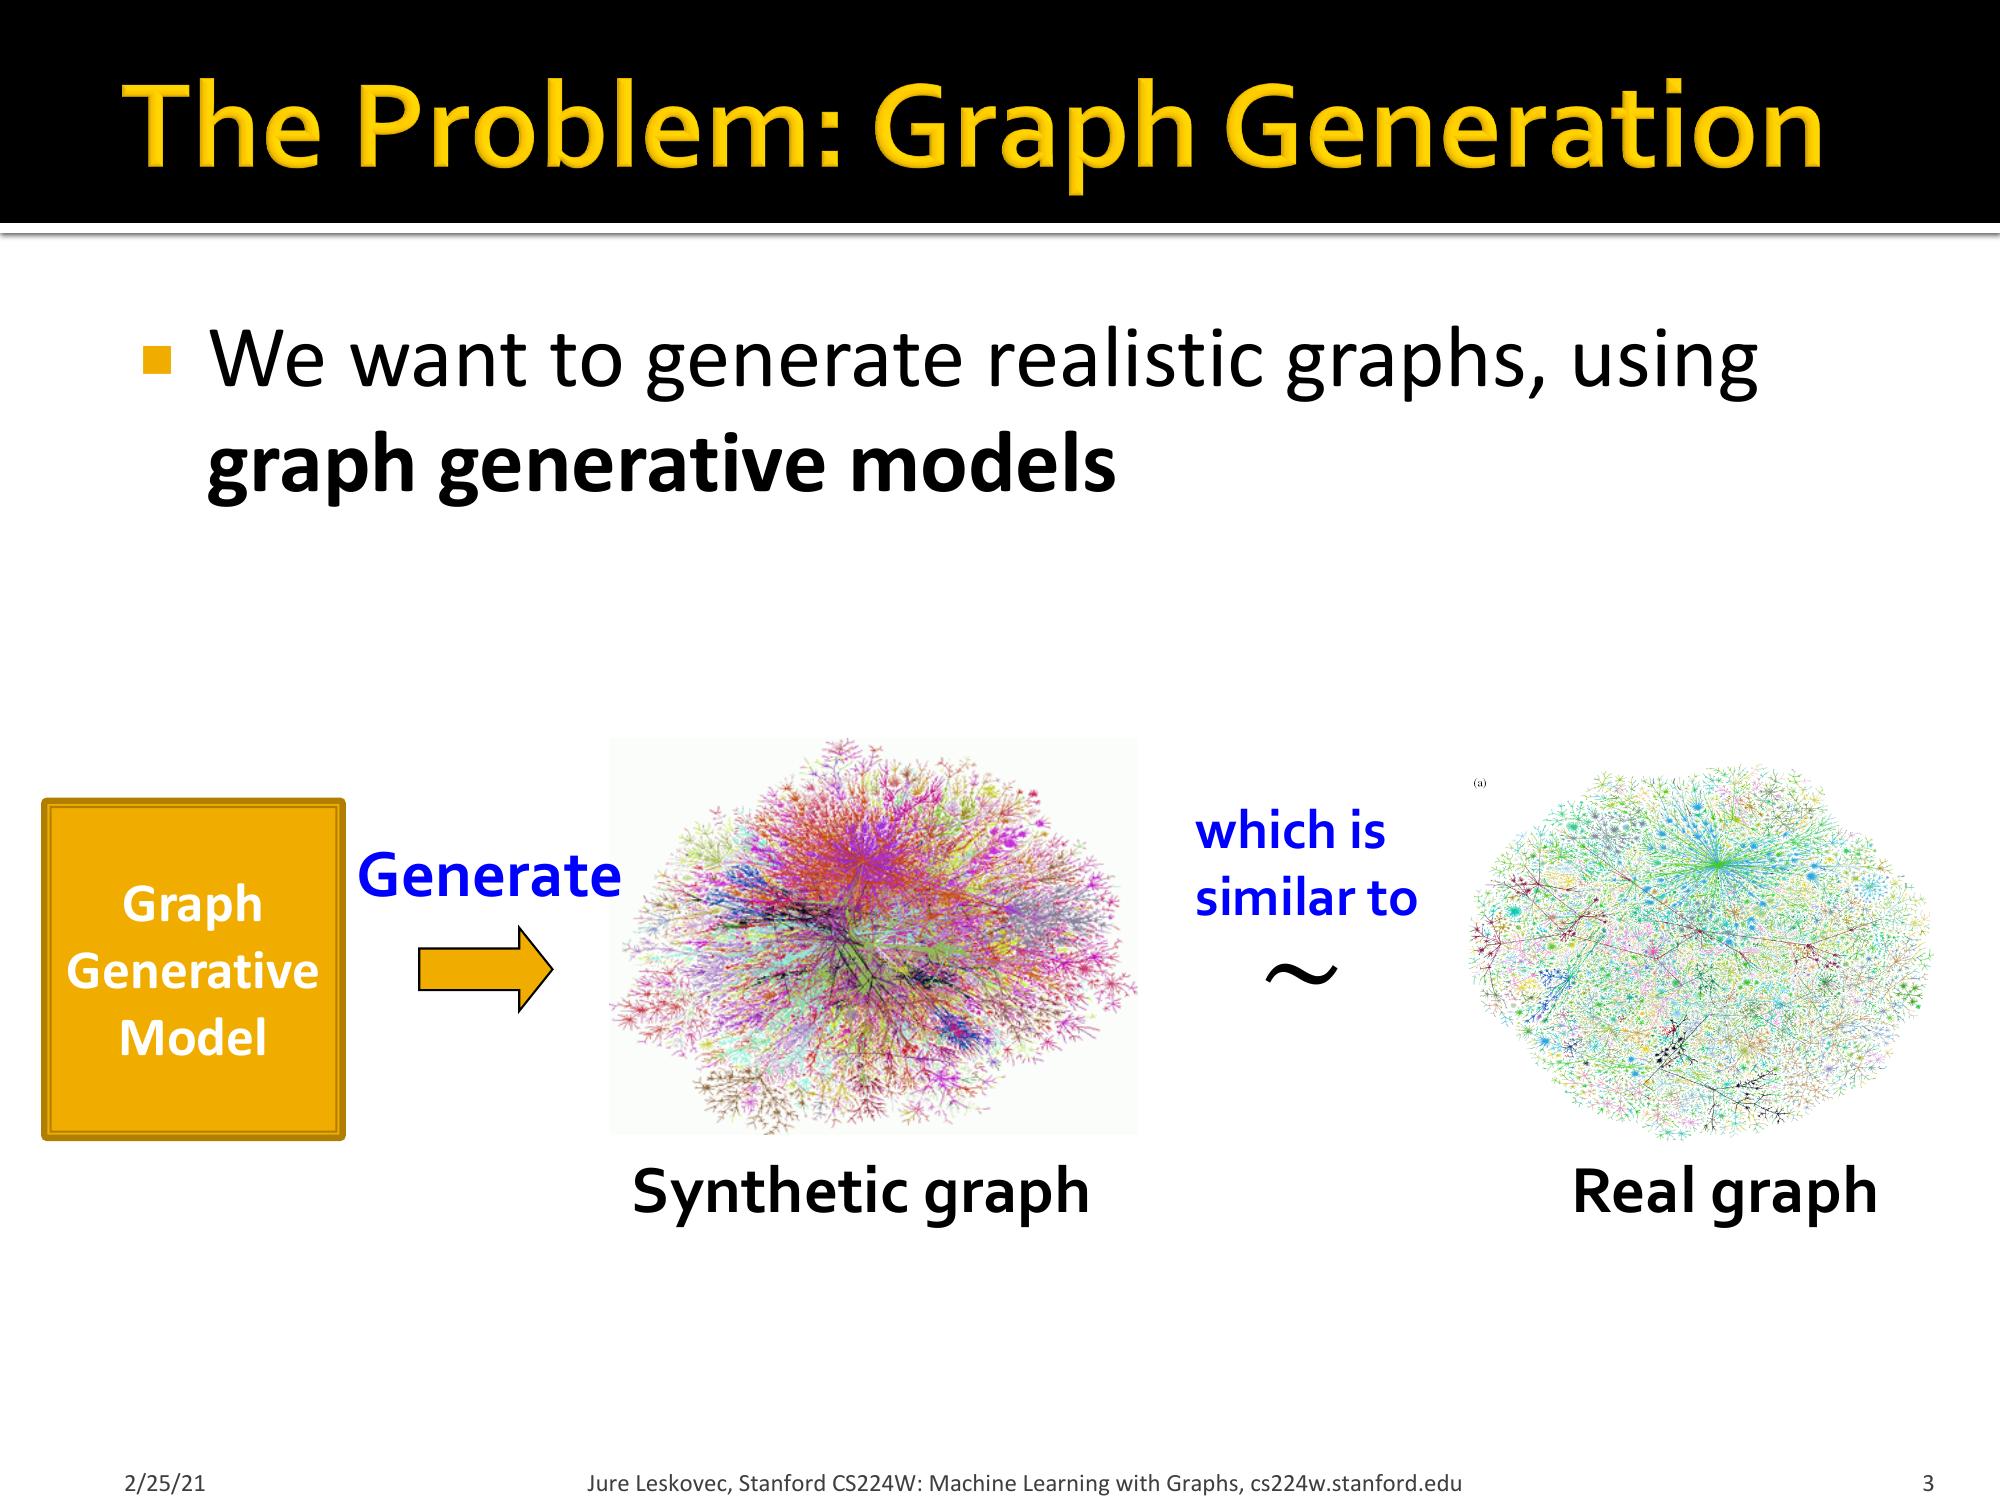 The Problem: Graph Generation
We want to generate realistic graphs, using
graph generative models
Graph
Generative
Model
Generate
which is
similar to
~
(a)
Synthetic graph
Real graph
2/25/21
Jure Leskovec, Stanford CS224W: Machine Learning with Graphs, cs224w.stanford.edu
3